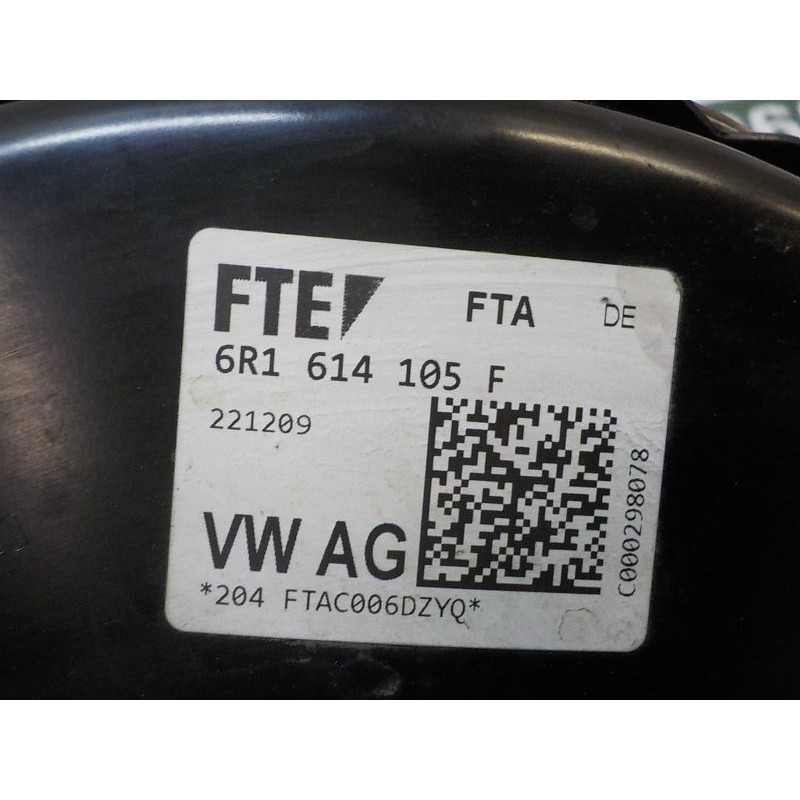 FTE FTA DE
6R1 614 105 F
221209
C000298078
VW AG
*204 FTAC006DZYQ*